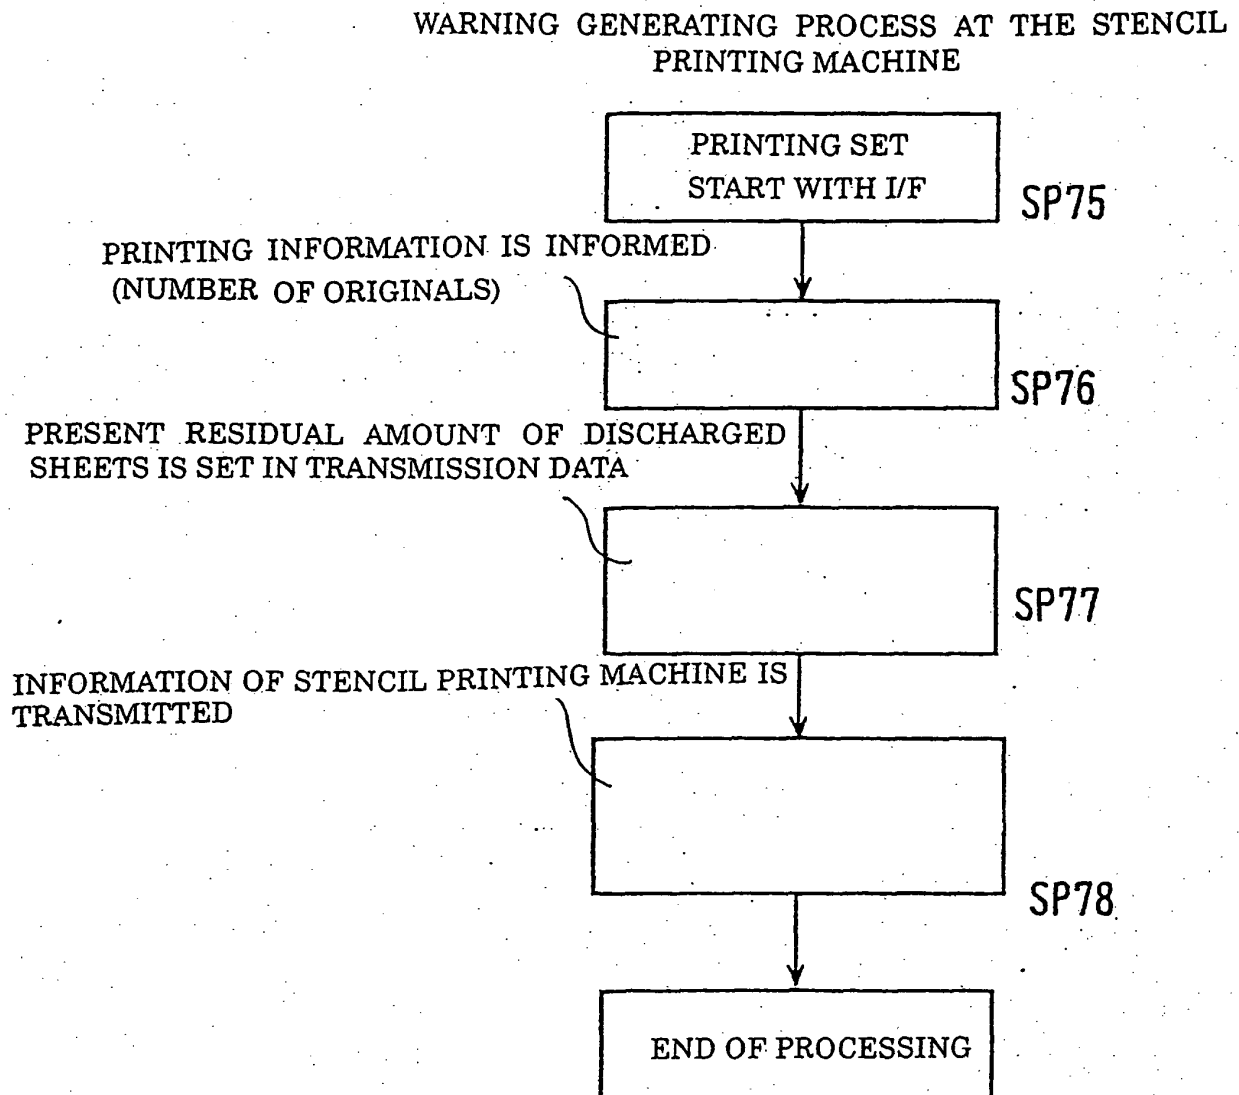 WARNING GENERATING PROCESS AT THE STENCIL
PRINTING MACHINE
PRINTING SET
START WITH I/F
SP75
PRINTING INFORMATION IS INFORMED
(NUMBER OF ORIGINALS)
SP76
PRESENT RESIDUAL AMOUNT OF DISCHARGED
SHEETS IS SET IN TRANSMISSION DATA
SP77
INFORMATION OF STENCIL PRINTING MACHINE IS
TRANSMITTED
SP78
END OF PROCESSING